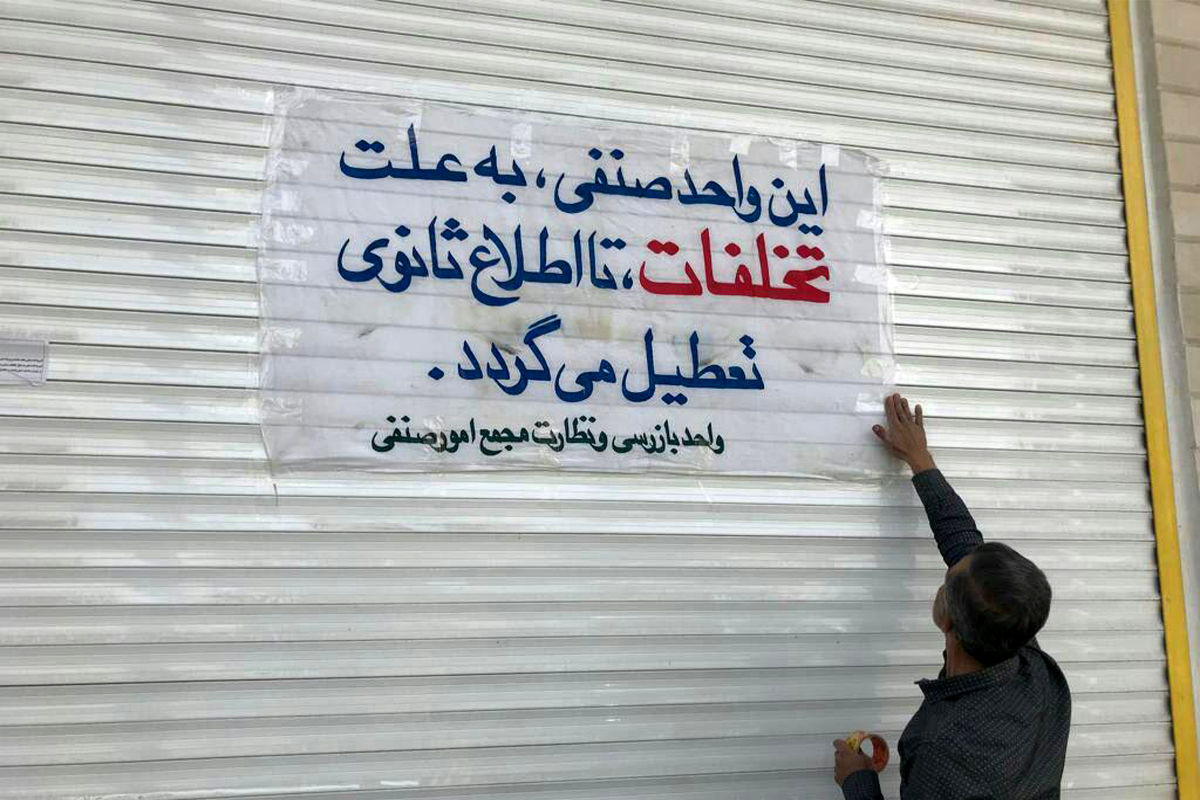 این واحد صنفی، به علت
تخلفات، تا اطلاع ثانوی
تعطیل می گردد.
واحد بازرسی و نظارت مجمع امور صنفی